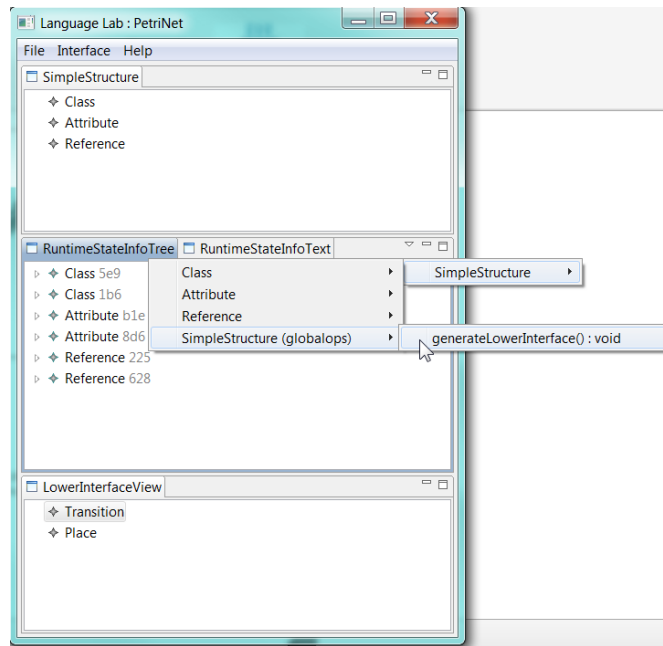 Language Lab : PetriNet
File Interface Help
SimpleStructure
Class
Attribute
Reference
RuntimeStateInfoTree RuntimeStateInfoText
Class 5e9
Class 1b6
Attribute b1e
Attribute 8d6
Reference 225
Reference 628
Class
Attribute
Reference
SimpleStructure (globalops)
SimpleStructure
generateLowerInterface() : void
LowerInterfaceView
Transition
Place